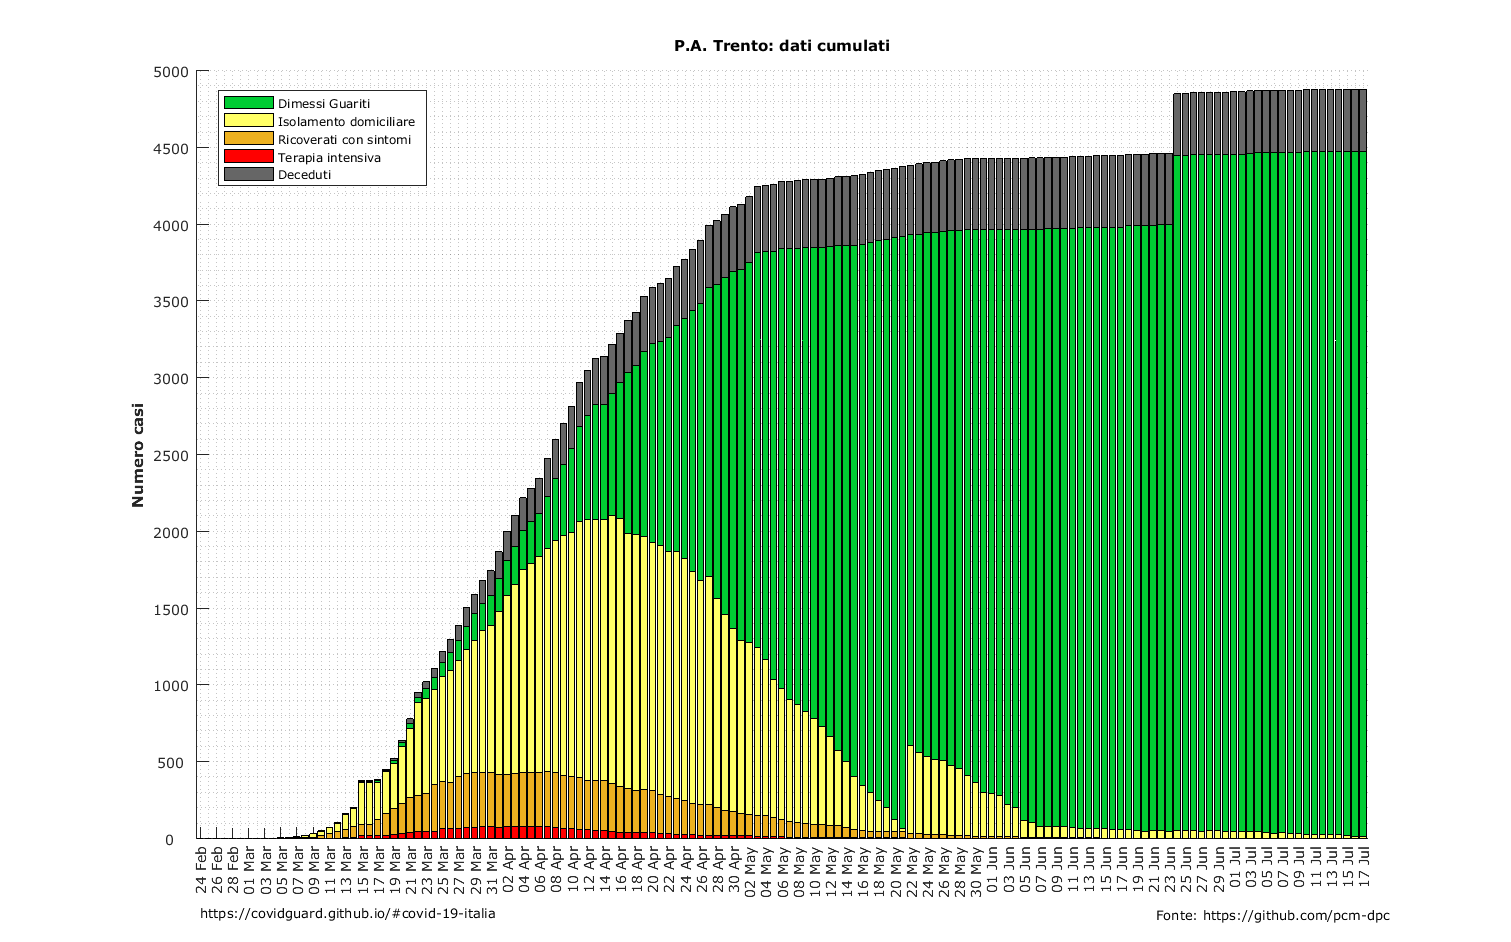 P.A. Trento: dati cumulati
5000
4500
4000
3500
3000
2500
2000
1500
1000
500
0
Numero casi
Dimessi Guariti
Isolamento domiciliare
Ricoverati con sintomi
Terapia intensiva
Deceduti
24 Feb
26 Feb
28 Feb
01 Mar
03 Mar
05 Mar
07 Mar
09 Mar
11 Mar
13 Mar
15 Mar
17 Mar
19 Mar
21 Mar
23 Mar
25 Mar
27 Mar
29 Mar
31 Mar
02 Apr
04 Apr
06 Apr
08 Apr
10 Apr
12 Apr
14 Apr
16 Apr
18 Apr
20 Apr
22 Apr
24 Apr
26 Apr
28 Apr
30 Apr
02 May
04 May
06 May
08 May
10 May
12 May
14 May
16 May
18 May
20 May
22 May
24 May
26 May
28 May
30 May
01 Jun
03 Jun
05 Jun
07 Jun
09 Jun
11 Jun
13 Jun
15 Jun
17 Jun
19 Jun
21 Jun
23 Jun
25 Jun
27 Jun
29 Jun
01 Jul
03 Jul
05 Jul
07 Jul
09 Jul
11 Jul
13 Jul
15 Jul
17 Jul
https://covidguard.github.io/#covid-19-italia
Fonte: https://github.com/pcm-dpc